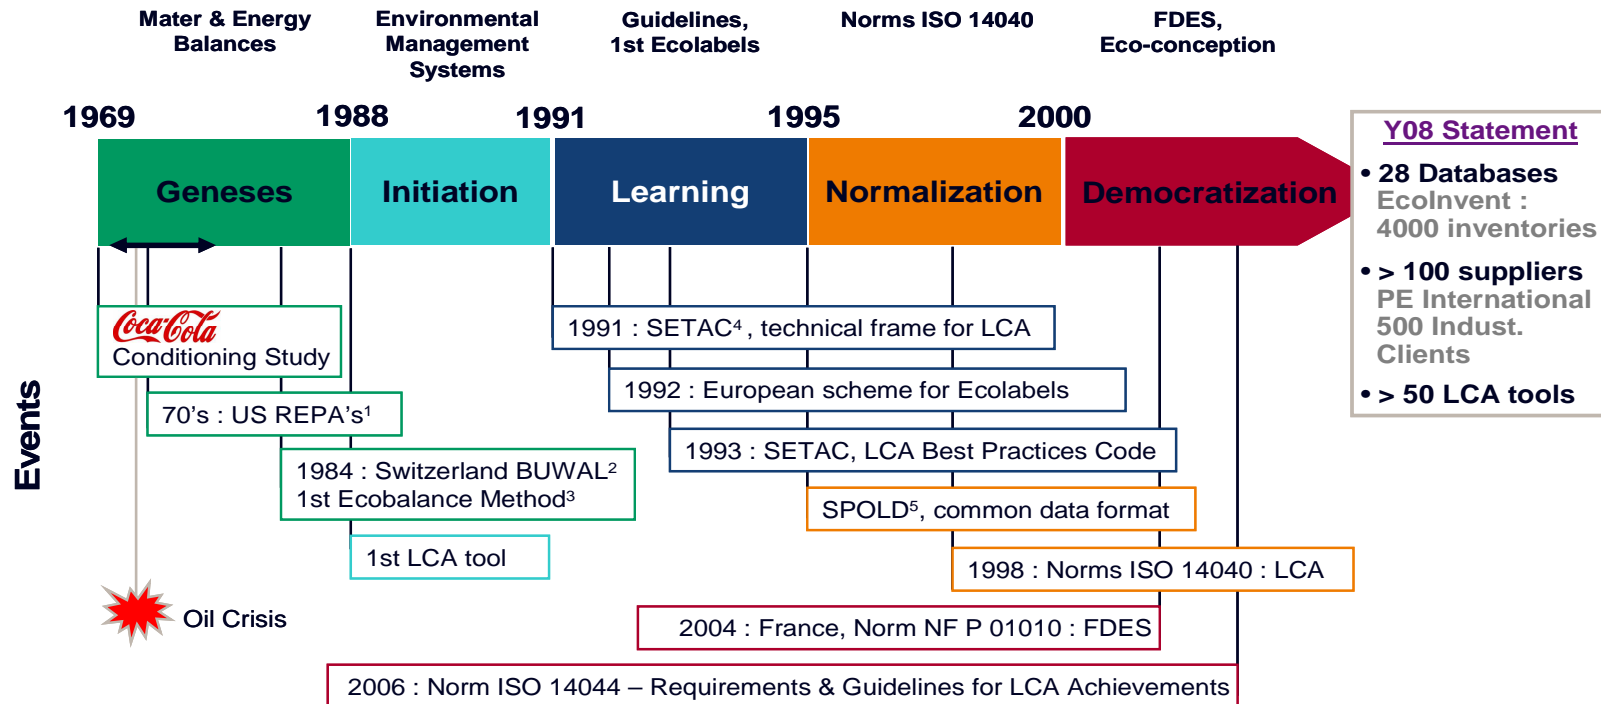 Mater & Energy
Balances
Environmental
Management
Systems
Guidelines,
1st Ecolabels
Norms ISO 14040
FDES,
Eco-conception
1969
1988
1991
1995
2000
Geneses
Initiation
Learning
Normalization
Democratization
Y08 Statement
• 28 Databases
EcoInvent :
4000 inventories
• > 100 suppliers
PE International
500 Indust.
Clients
• > 50 LCA tools
Events
Coca-Cola
Conditioning Study
70's : US REPA's¹
1984 : Switzerland BUWAL²
1st Ecobalance Method³
1st LCA tool
Oil Crisis
1991 : SETAC⁴ , technical frame for LCA
1992 : European scheme for Ecolabels
1993 : SETAC, LCA Best Practices Code
SPOLD⁵, common data format
1998 : Norms ISO 14040 : LCA
2004 : France, Norm NF P 01010 : FDES
2006 : Norm ISO 14044 – Requirements & Guidelines for LCA Achievements